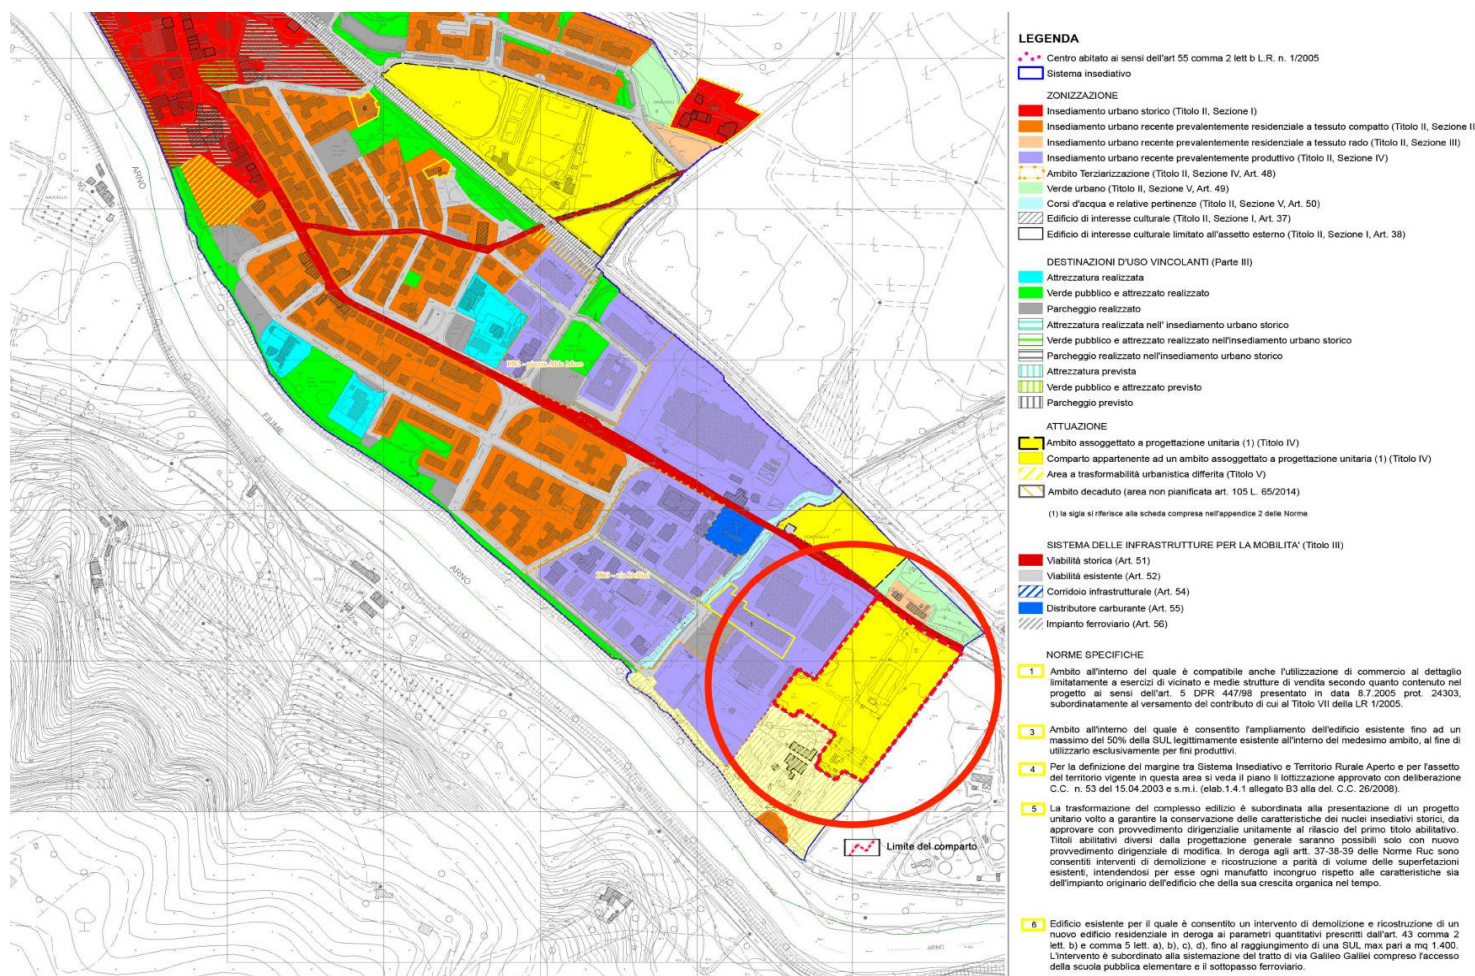 LEGENDA
Centro abitato ai sensi dell'art 55 comma 2 lett b L.R. n. 1/2005
Sistema insediativo
ZONIZZAZIONE
Insediamento urbano storico (Titolo II, Sezione I)
Insediamento urbano recente prevalentemente residenziale a tessuto compatto (Titolo II, Sezione II
Insediamento urbano recente prevalentemente residenziale a tessuto rado (Titolo II, Sezione III)
Insediamento urbano recente prevalentemente produttivo (Titolo II, Sezione IV)
Ambito Terziarizzazione (Titolo II, Sezione IV, Art. 48)
Verde urbano (Titolo II, Sezione V, Art. 49)
Corsi d'acqua e relative pertinenze (Titolo II, Sezione V, Art. 50)
Edificio di interesse culturale (Titolo II, Sezione I, Art. 37)
Edificio di interesse culturale limitato all'assetto esterno (Titolo II, Sezione I, Art. 38)
DESTINAZIONI D'USO VINCOLANTI (Parte III)
Attrezzatura realizzata
Verde pubblico e attrezzato realizzato
Parcheggio realizzato
Attrezzatura realizzata nell' insediamento urbano storico
Verde pubblico e attrezzato realizzato nell'insediamento urbano storico
Parcheggio realizzato nell'insediamento urbano storico
Attrezzatura prevista
Verde pubblico e attrezzato previsto
Parcheggio previsto
ATTUAZIONE
Ambito assoggettato a progettazione unitaria (1) (Titolo IV)
Comparto appartenente ad un ambito assoggettato a progettazione unitaria (1) (Titolo IV)
Area a trasformabilità urbanistica differita (Titolo V)
Ambito decaduto (area non pianificata art. 105 L. 65/2014)
(1) la sigla si riferisce alla scheda compresa nell'appendice 2 delle Norme
SISTEMA DELLE INFRASTRUTTURE PER LA MOBILITA' (Titolo III)
Viabilità storica (Art. 51)
Viabilità esistente (Art. 52)
Corridoio infrastrutturale (Art. 54)
Distributore carburante (Art. 55)
Impianto ferroviario (Art. 56)
NORME SPECIFICHE
1 Ambito all'interno del quale è compatibile anche l'utilizzazione di commercio al dettaglio
limitatamente a esercizi di vicinato e medie strutture di vendita secondo quanto contenuto nel
progetto ai sensi dell'art. 5 DPR 447/98 presentato in data 8.7.2005 prot. 24303,
subordinatamente al versamento del contributo di cui al Titolo VII della LR 1/2005.
3 Ambito all'interno del quale è consentito l'ampliamento dell'edificio esistente fino ad un
massimo del 50% della SUL legittimamente esistente all'interno del medesimo ambito, al fine di
utilizzarlo esclusivamente per fini produttivi.
4 Per la definizione del margine tra Sistema Insediativo e Territorio Rurale Aperto e per l'assetto
del territorio vigente in questa area si veda il piano li lottizzazione approvato con deliberazione
C.C. n. 53 del 15.04.2003 e s.m.i. (elab.1.4.1 allegato B3 alla del. C.C. 26/2008).
5 La trasformazione del complesso edilizio è subordinata alla presentazione di un progetto
unitario volto a garantire la conservazione delle caratteristiche dei nuclei insediativi storici, da
approvare con provvedimento dirigenziale unitamente al rilascio del primo titolo abilitativo.
Titoli abilitativi diversi dalla progettazione generale saranno possibili solo con nuovo
provvedimento dirigenziale di modifica. In deroga agli artt. 37-38-39 delle Norme Ruc sono
consentiti interventi di demolizione e ricostruzione a parità di volume delle superfetazioni
esistenti, intendendosi per esse ogni manufatto incongruo rispetto alle caratteristiche sia
dell'impianto originario dell'edificio che della sua crescita organica nel tempo.
6 Edificio esistente per il quale è consentito un intervento di demolizione e ricostruzione di un
nuovo edificio residenziale in deroga ai parametri quantitativi prescritti dall'art. 43 comma 2
lett. b) e comma 5 lett. a), b), c), d), fino al raggiungimento di una SUL max pari a mq 1.400.
L'intervento è subordinato alla sistemazione del tratto di via Galileo Galilei compreso l'accesso
della scuola pubblica elementare e il sottopasso ferroviario.
ARNO
FIUME
ARNO
FIUME
ARNO
6
3
1
Limite del comparto